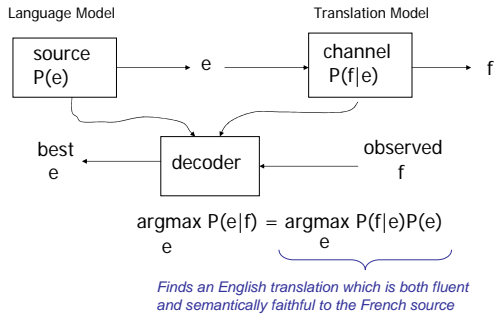 Language Model
Translation Model
source
P(e)
e
channel
P(f|e)
f
best
e
decoder
observed
f
argmax P(e|f) = argmax P(f|e)P(e)
e e
Finds an English translation which is both fluent
and semantically faithful to the French source